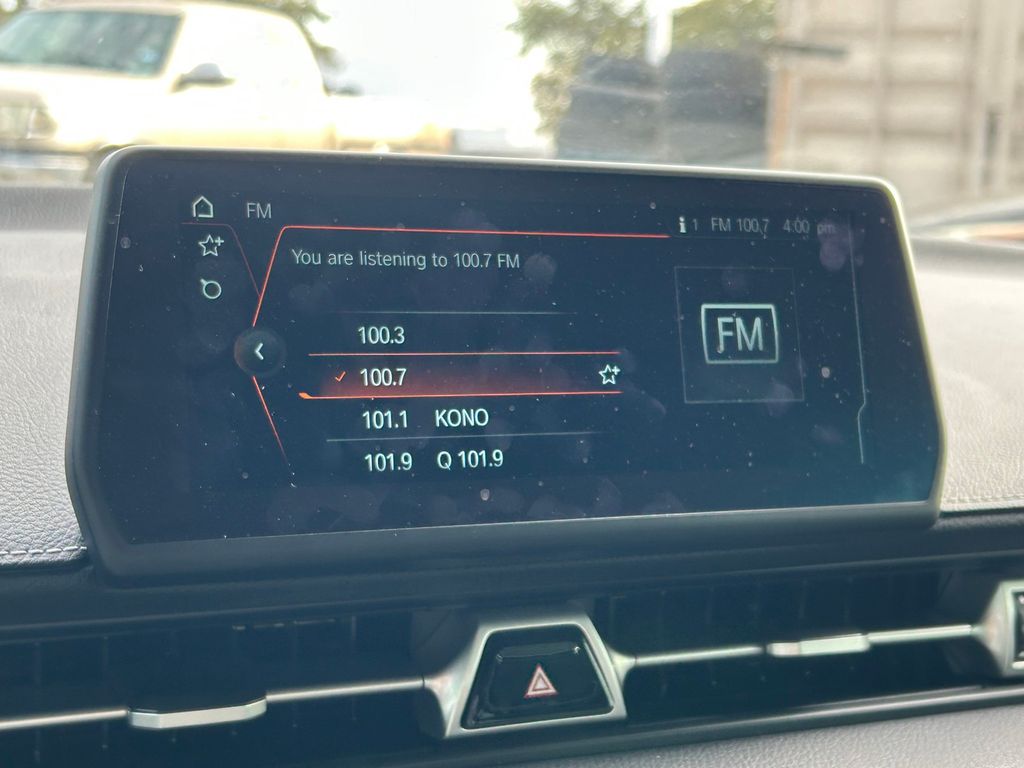 FM
1 FM 100.7 4:00 pm
You are listening to 100.7 FM
100.3
100.7
FM
101.1 KONO
101.9 Q 101.9